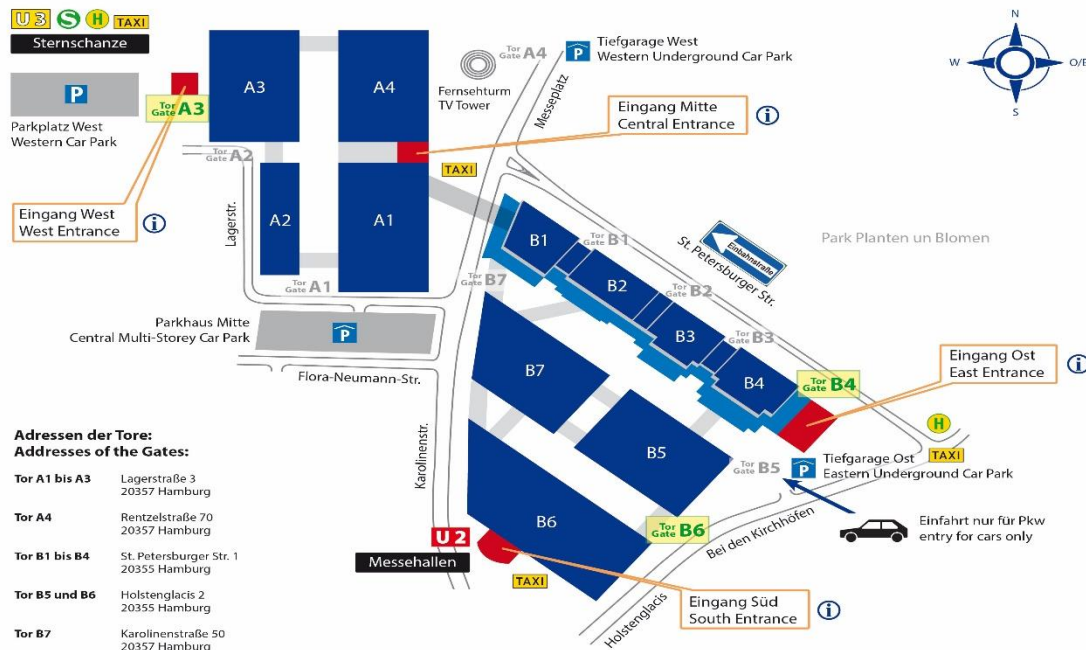 U3 S H TAXI
Sternschanze
P
Parkplatz West
Western Car Park
Tor
Gate A3
Eingang West
West Entrance
i
A3
A4
Tor
Gate A2
A2
A1
Lagerstr.
Tor
Gate A1
Fernsehturm
TV Tower
Tor
Gate A4
P
Tiefgarage West
Western Underground Car Park
Messeplatz
Eingang Mitte
Central Entrance
i
TAXI
N
W
O/E
S
B1
Tor
Gate B1
B2
Tor
Gate B2
B3
Tor
Gate B3
B4
Tor
Gate B4
Einbahnstraße
St. Petersburger Str.
Park Planten un Blomen
Tor
Gate B7
Parkhaus Mitte
Central Multi-Storey Car Park
P
Flora-Neumann-Str.
B7
B5
B6
Karolinenstr.
Eingang Ost
East Entrance
i
H
TAXI
Tor
Gate B5
P
Tiefgarage Ost
Eastern Underground Car Park
Tor
Gate B6
Bei den Kirchhöfen
Einfahrt nur für Pkw
entry for cars only
U2
Messehallen
TAXI
Holstenglacis
Eingang Süd
South Entrance
i
Adressen der Tore:
Addresses of the Gates:
Tor A1 bis A3 Lagerstraße 3
20357 Hamburg
Tor A4 Rentzelstraße 70
20357 Hamburg
Tor B1 bis B4 St. Petersburger Str. 1
20355 Hamburg
Tor B5 und B6 Holstenglacis 2
20355 Hamburg
Tor B7 Karolinenstraße 50
20357 Hamburg